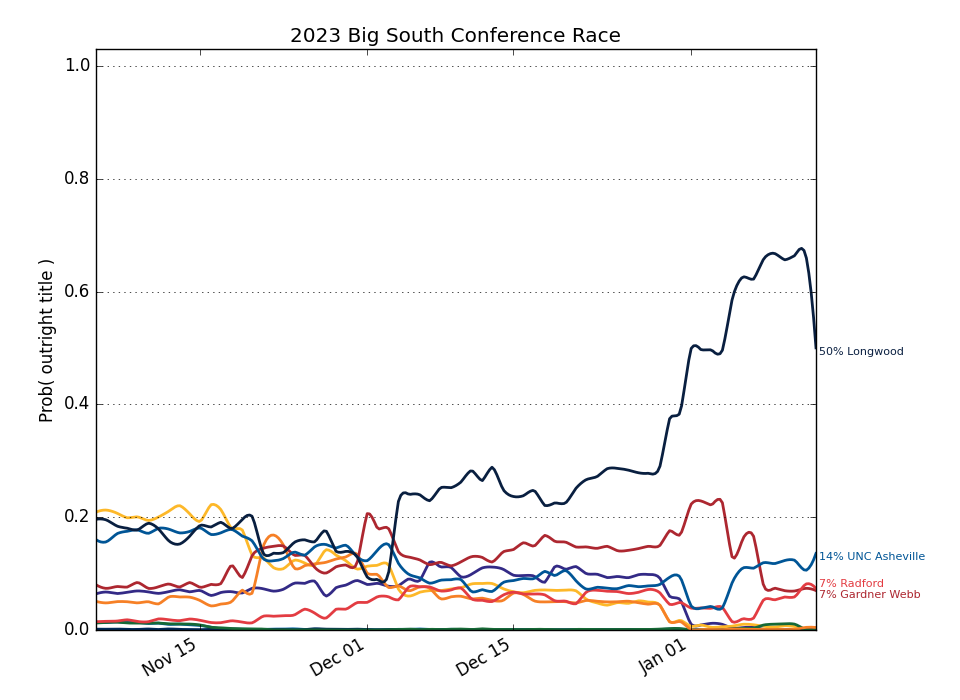 2023 Big South Conference Race
Prob( outright title )
1.0
0.8
0.6
0.4
0.2
0.0
50% Longwood
14% UNC Asheville
7% Radford
7% Gardner Webb
Nov 15
Dec 01
Dec 15
Jan 01